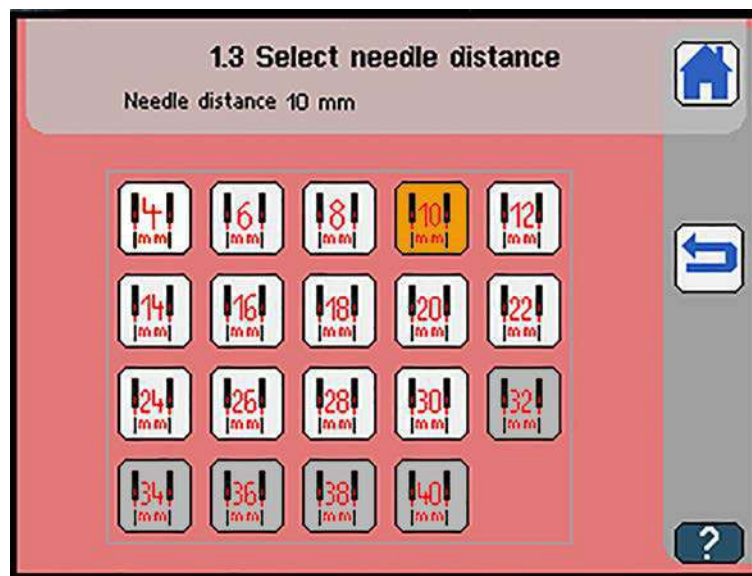 1.3 Select needle distance
Needle distance 10 mm
4 6 8 10 12
mm mm mm mm mm
14 16 18 20 22
mm mm mm mm mm
24 26 28 30 32
mm mm mm mm mm
34 36 38 40
mm mm mm mm
?